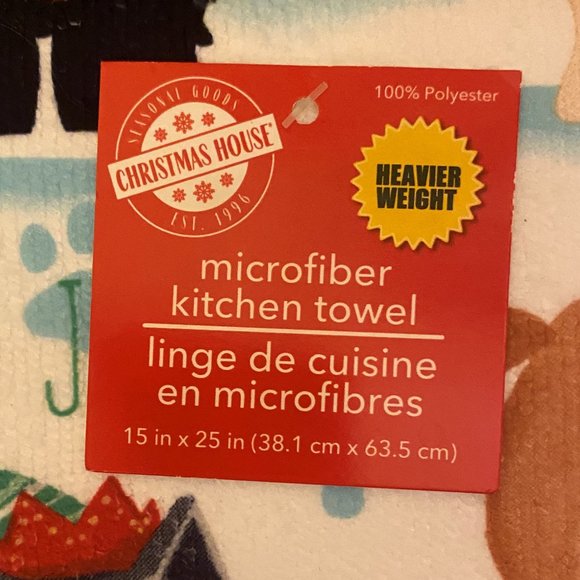 SEASONAL GOODS
CHRISTMAS HOUSE®
EST. 1996
100% Polyester
HEAVIER
WEIGHT
microfiber
kitchen towel
linge de cuisine
en microfibres
15 in x 25 in (38.1 cm x 63.5 cm)
J